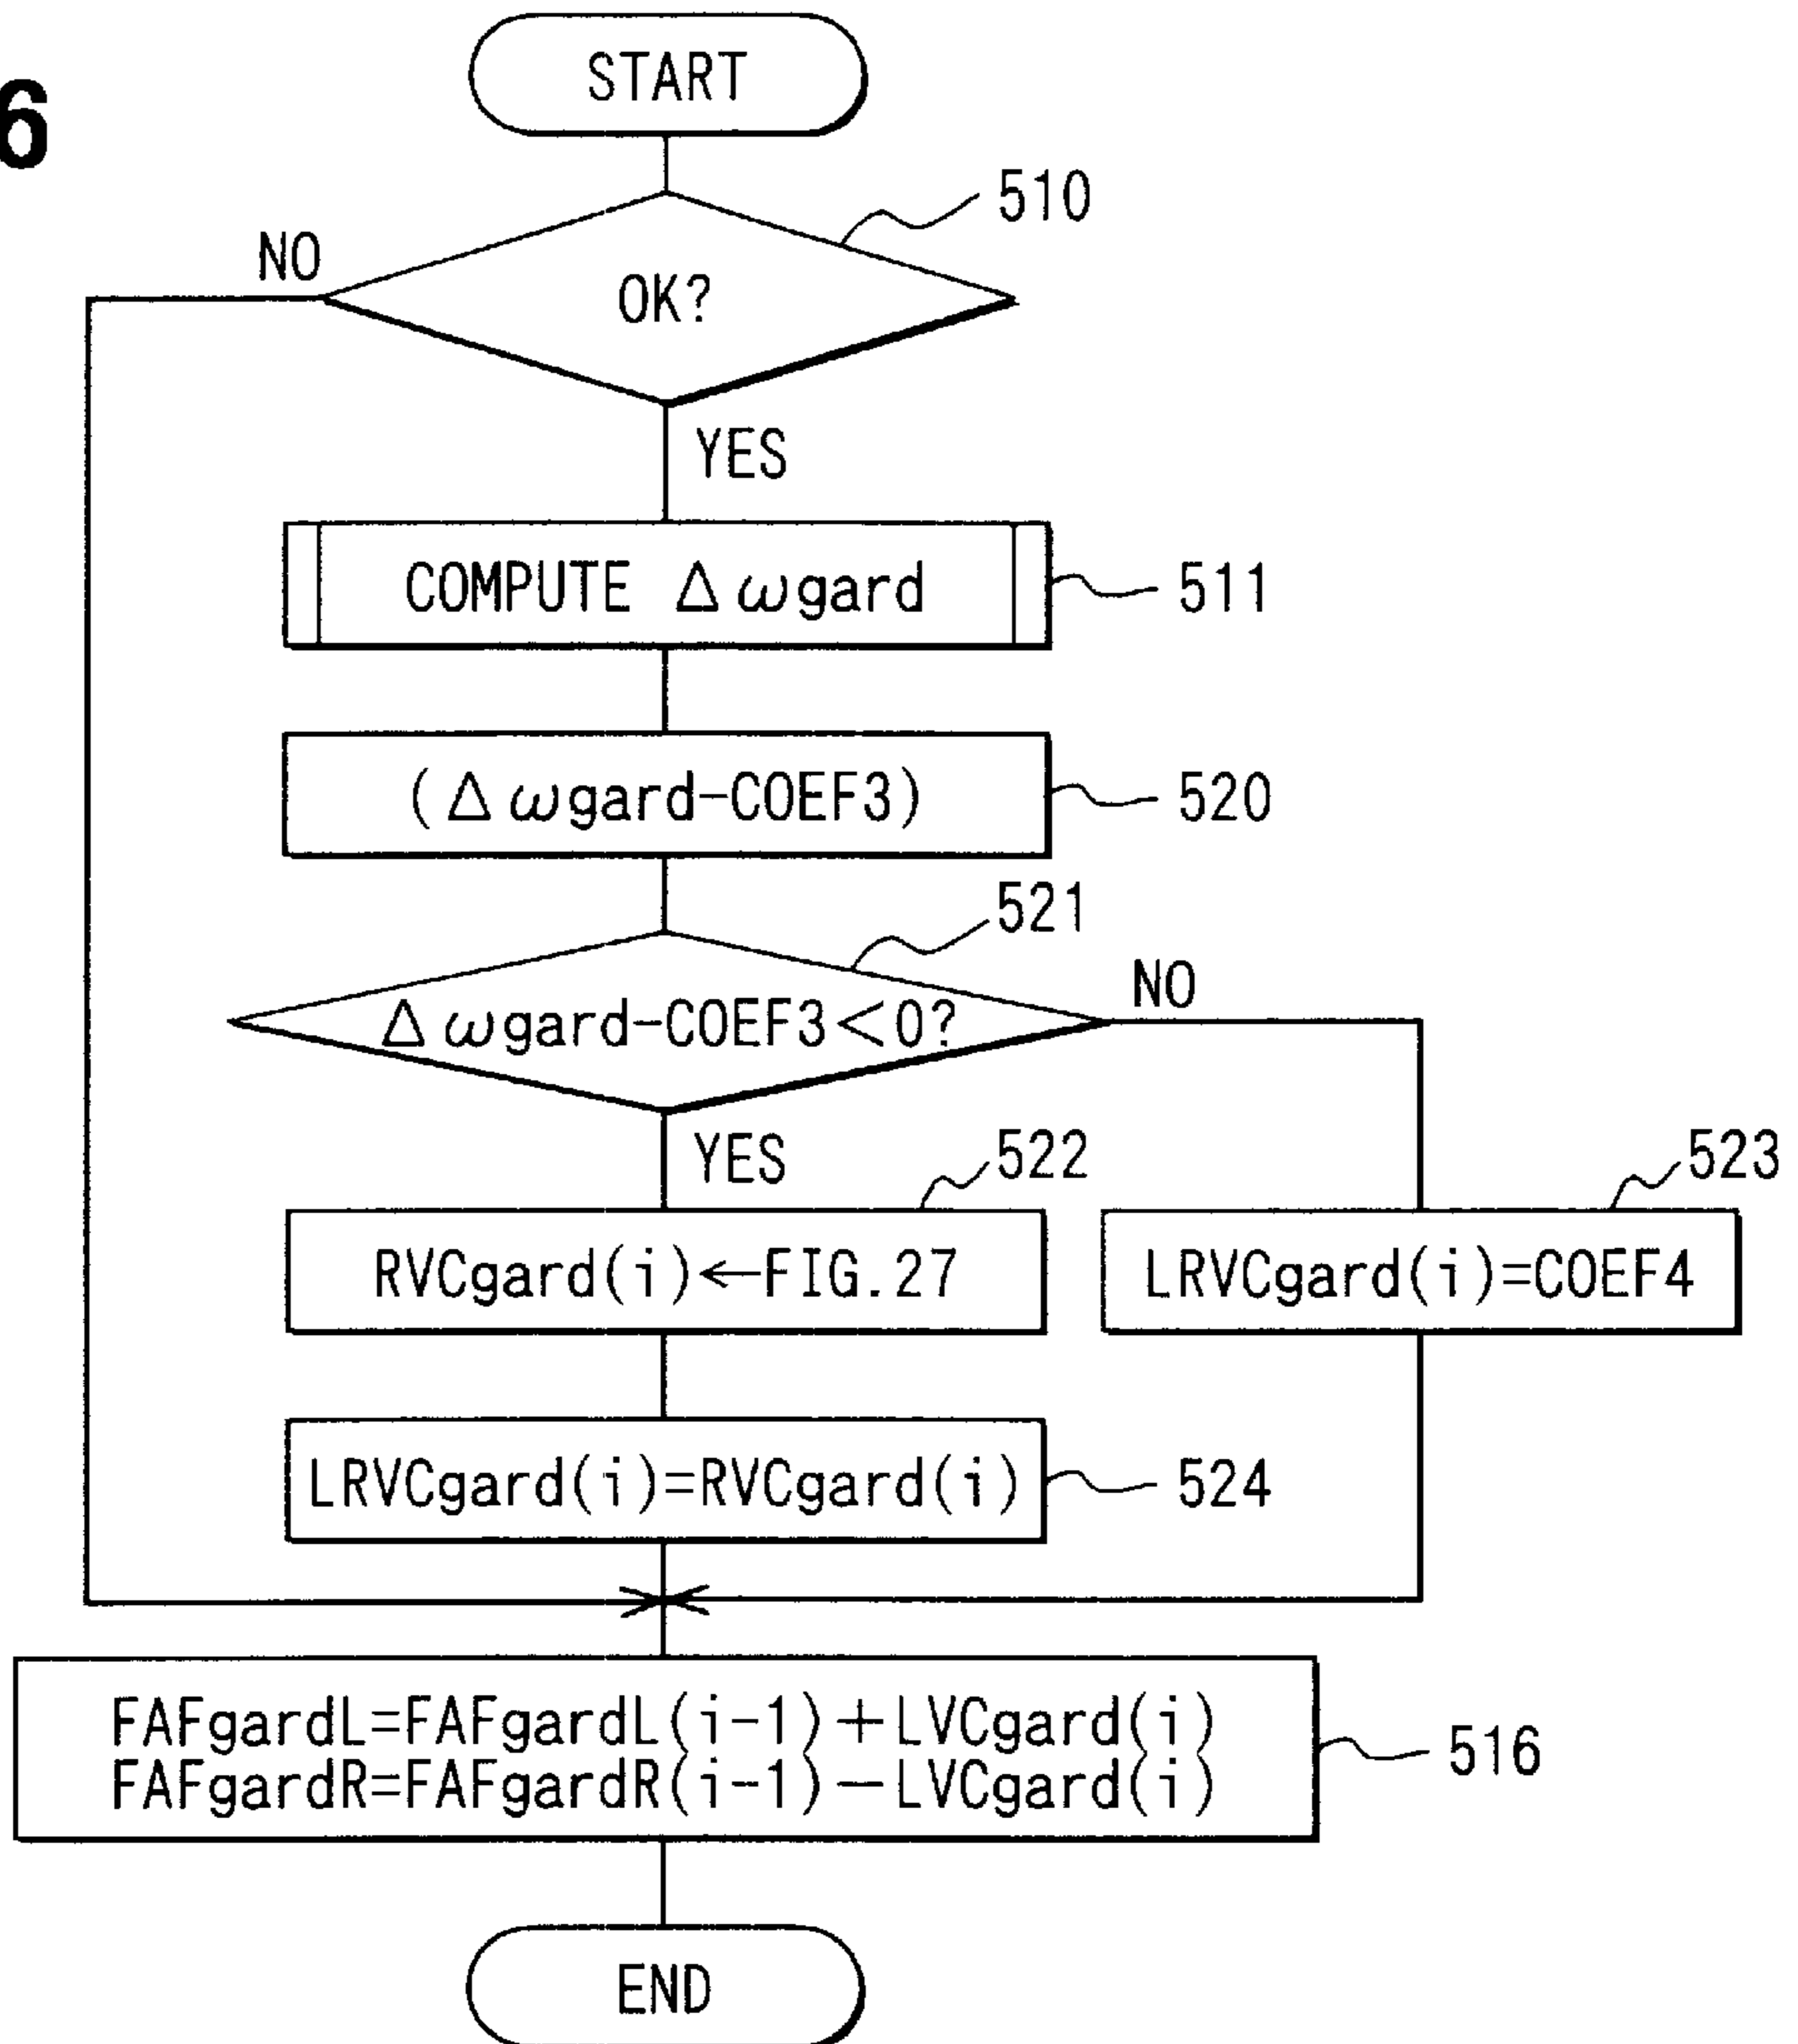 6
START
510
NO
OK?
YES
COMPUTE Δωgard
511
(Δωgard-COEF3)
520
521
NO
Δωgard-COEF3<0?
YES
522
523
RVCgard(i)←FIG.27
LRVCgard(i)=COEF4
LRVCgard(i)=RVCgard(i)
524
FAFgardL=FAFgardL(i-1)+LVCgard(i)
FAFgardR=FAFgardR(i-1)-LVCgard(i)
516
END